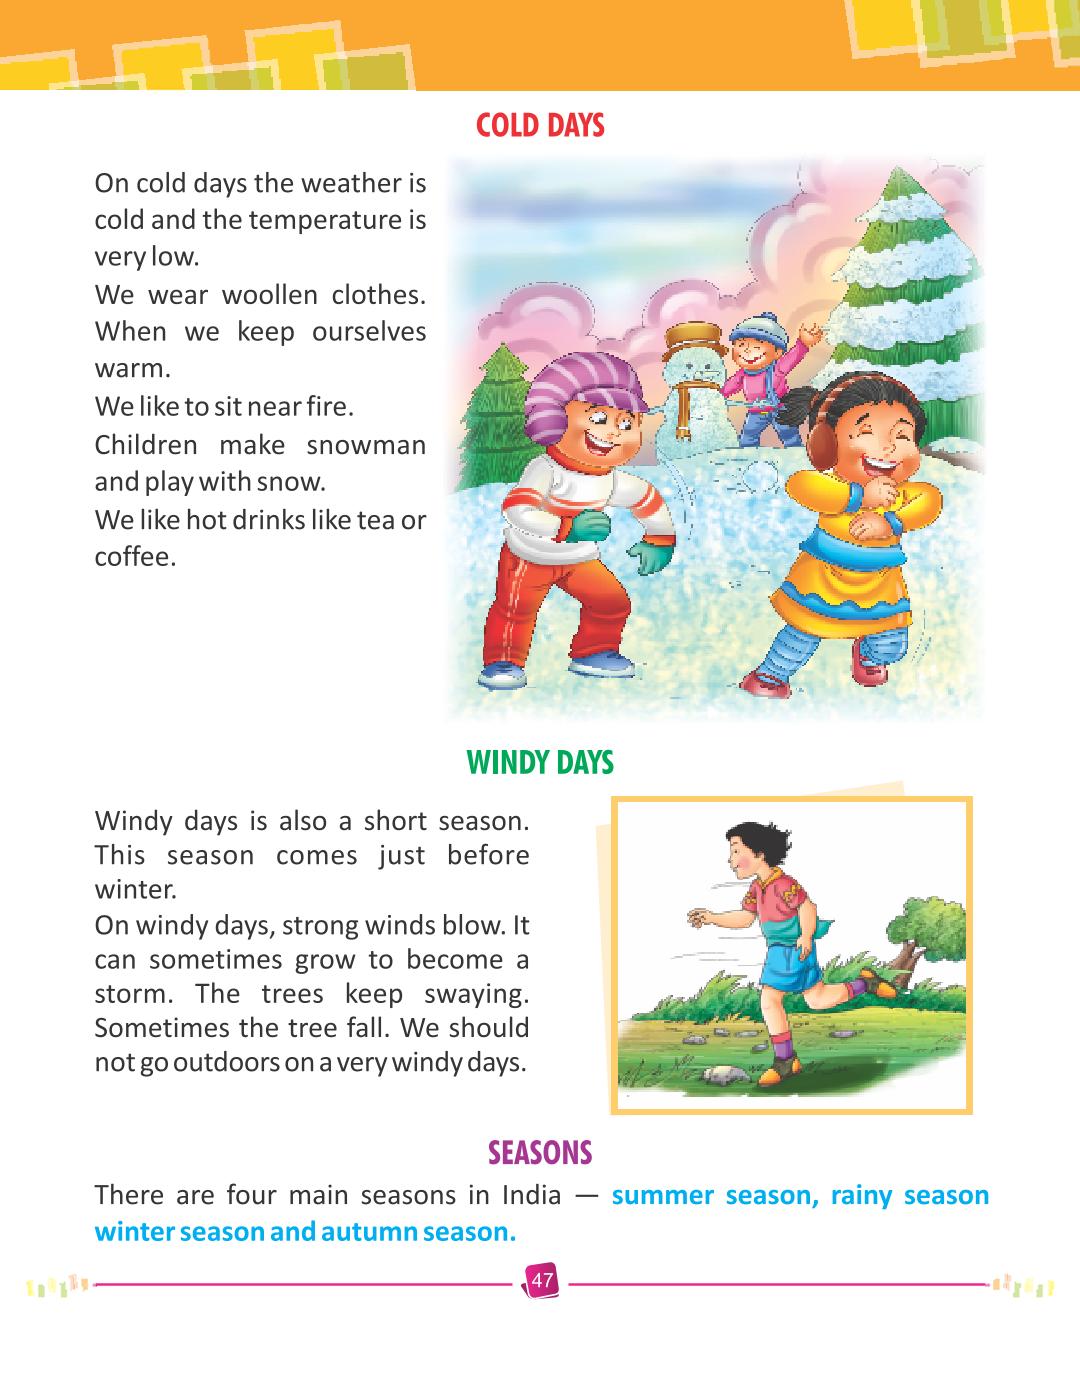 COLD DAYS
On cold days the weather is
cold and the temperature is
very low.
We wear woollen clothes.
When we keep ourselves
warm.
We like to sit near fire.
Children make snowman
and play with snow.
We like hot drinks like tea or
coffee.
WINDY DAYS
Windy days is also a short season.
This season comes just before
winter.
On windy days, strong winds blow. It
can sometimes grow to become a
storm. The trees keep swaying.
Sometimes the tree fall. We should
not go outdoors on a very windy days.
SEASONS
There are four main seasons in India — summer season, rainy season
winter season and autumn season.
47